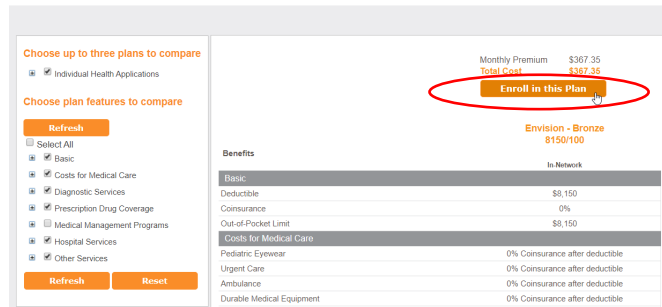 Choose up to three plans to compare
Individual Health Applications
Choose plan features to compare
Refresh
Select All
Basic
Costs for Medical Care
Diagnostic Services
Prescription Drug Coverage
Medical Management Programs
Hospital Services
Other Services
Refresh Reset
Monthly Premium $367.35
Total Cost $367.35
Enroll in this Plan
Envision - Bronze
8150/100
Benefits
In-Network
Basic
Deductible $8,150
Coinsurance 0%
Out-of-Pocket Limit $8,150
Costs for Medical Care
Pediatric Eyewear 0% Coinsurance after deductible
Urgent Care 0% Coinsurance after deductible
Ambulance 0% Coinsurance after deductible
Durable Medical Equipment 0% Coinsurance after deductible